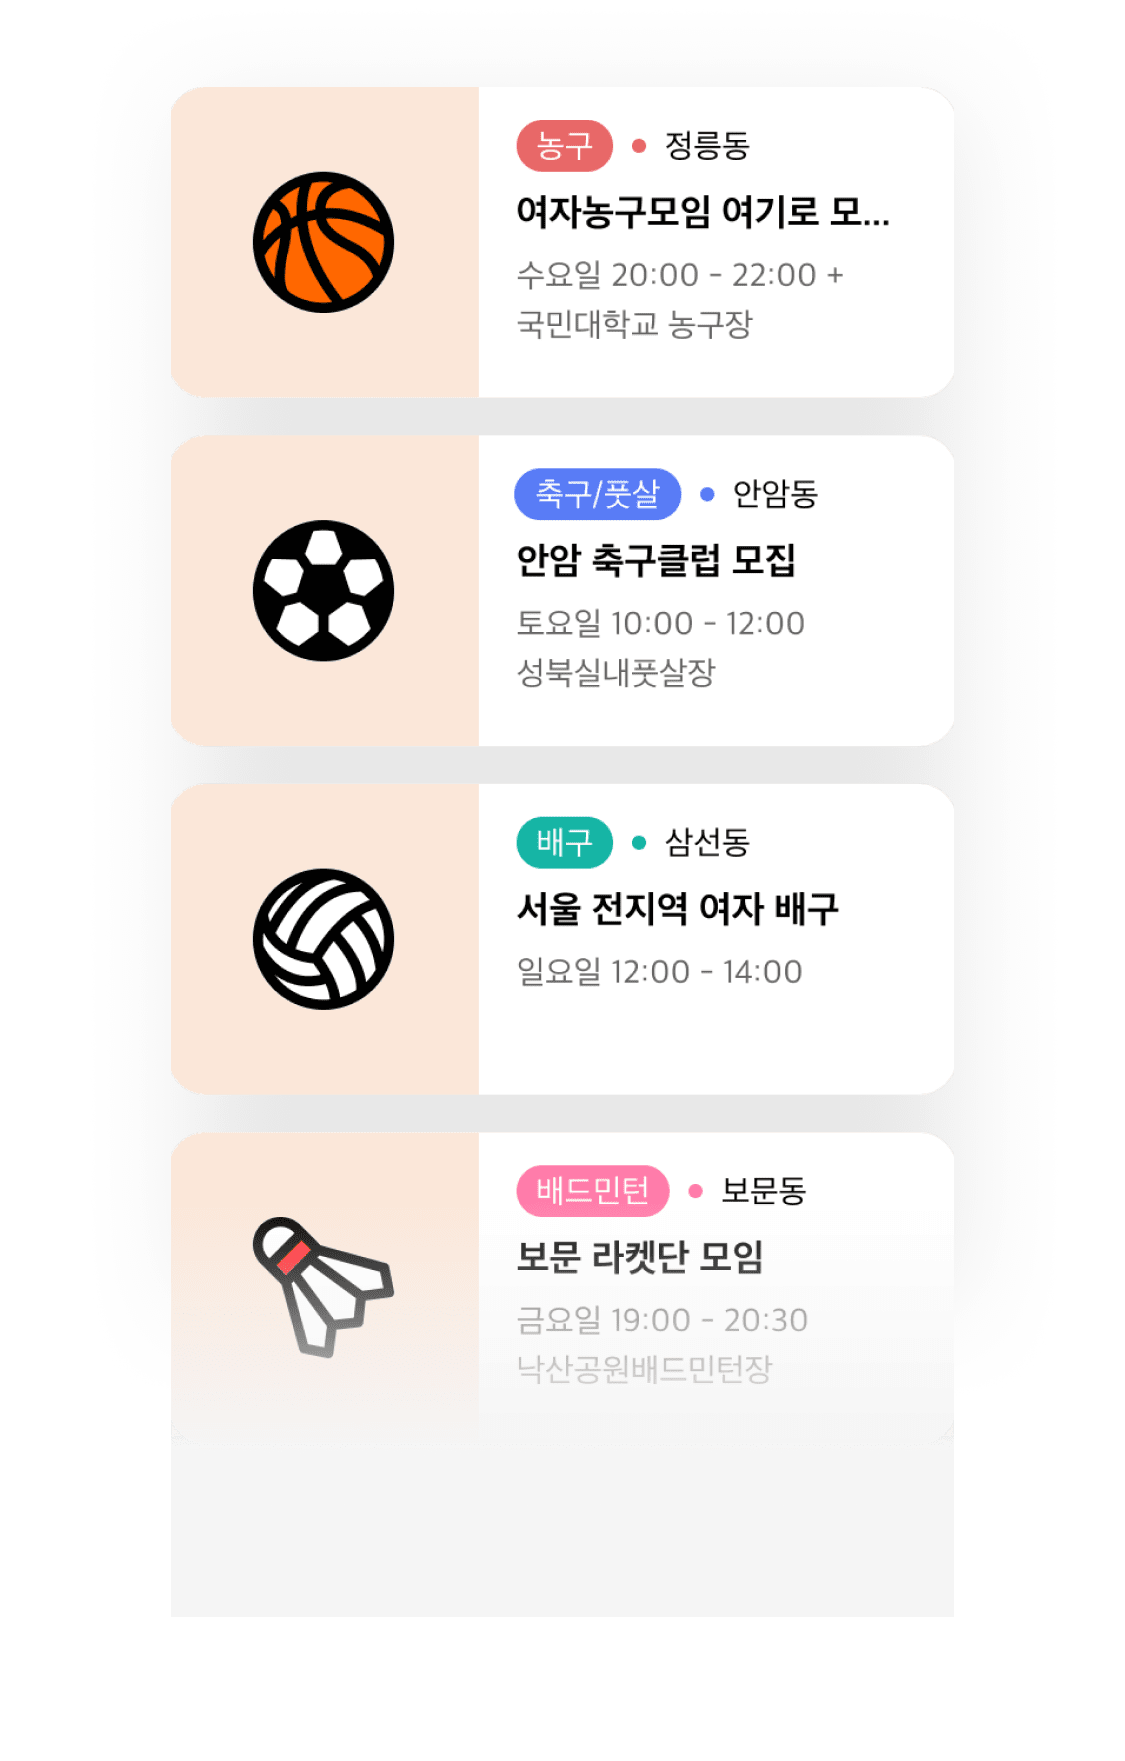 농구 • 정릉동
여자농구모임 여기로 모...
수요일 20:00 - 22:00 +
국민대학교 농구장
축구/풋살 • 안암동
안암 축구클럽 모집
토요일 10:00 - 12:00
성북실내풋살장
배구 • 삼선동
서울 전지역 여자 배구
일요일 12:00 - 14:00
배드민턴 • 보문동
보문 라켓단 모임
금요일 19:00 - 20:30
낙산공원배드민턴장